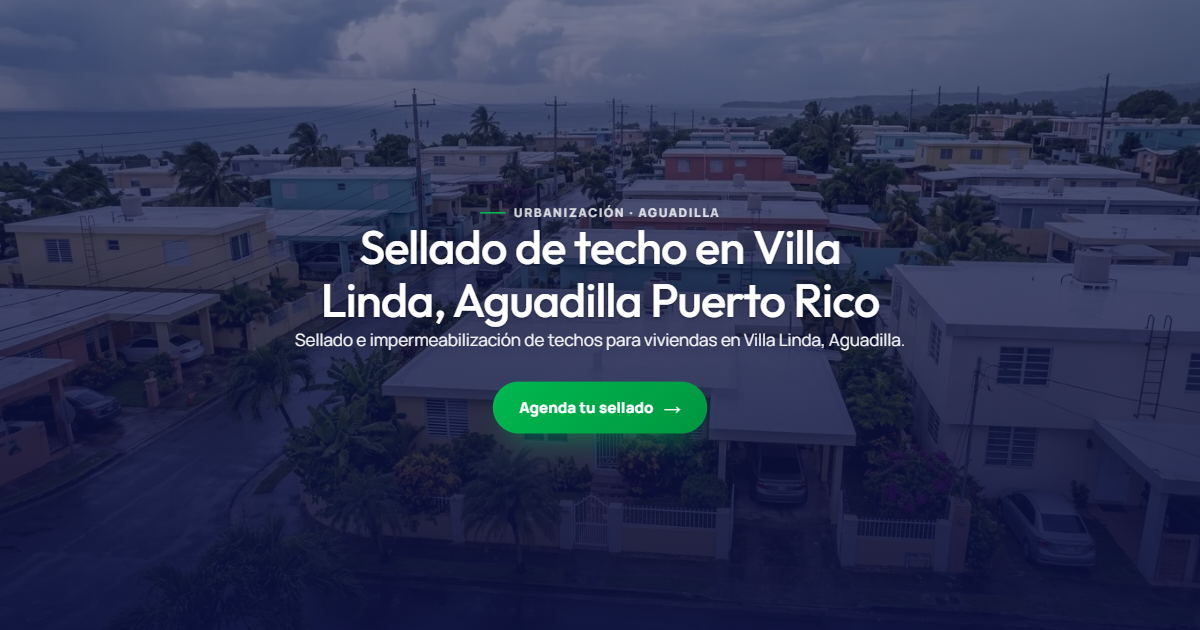 URBANIZACIÓN · AGUADILLA
Sellado de techo en Villa
Linda, Aguadilla Puerto Rico
Sellado e impermeabilización de techos para viviendas en Villa Linda, Aguadilla.
Agenda tu sellado →